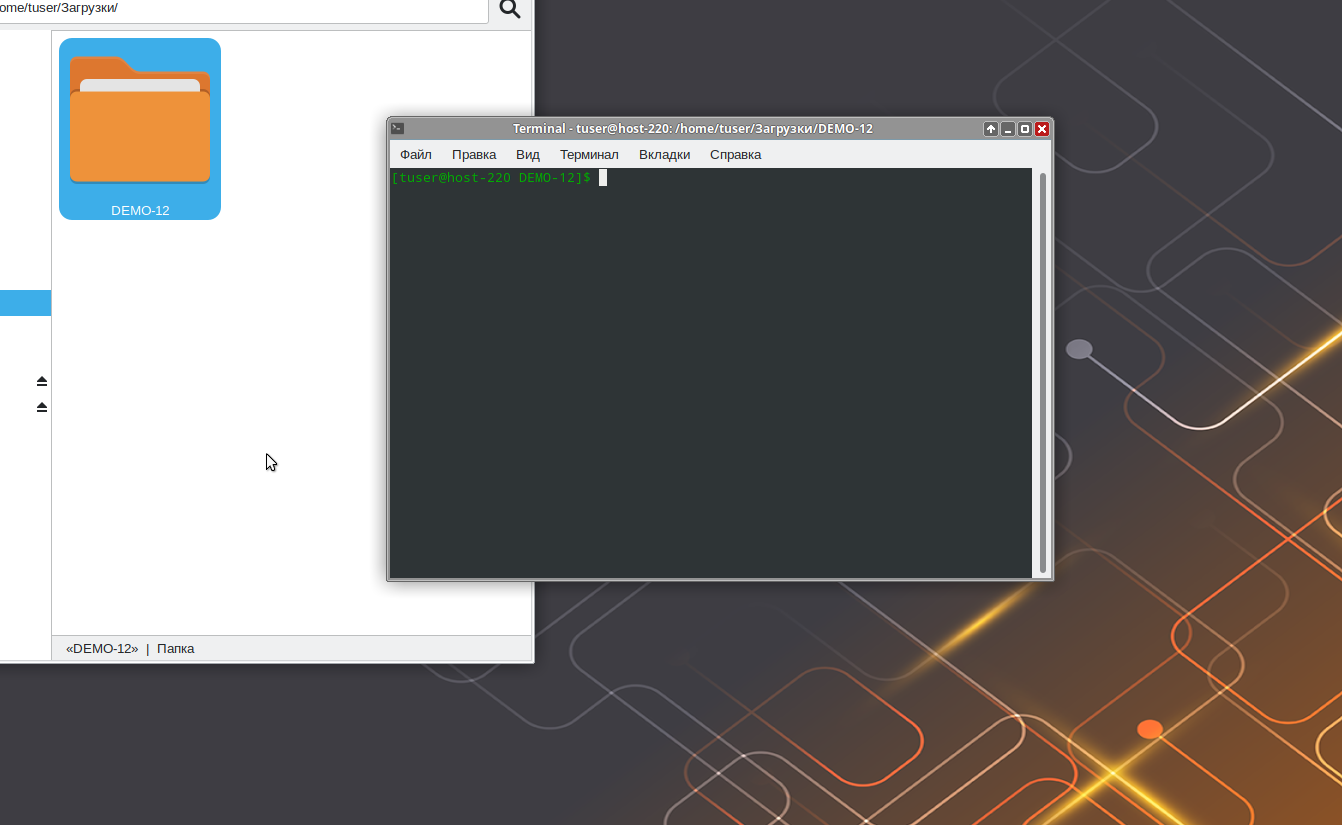 ome/tuser/Загрузки/
DEMO-12
Terminal - tuser@host-220: /home/tuser/Загрузки/DEMO-12
Файл Правка Вид Терминал Вкладки Справка
[tuser@host-220 DEMO-12]$
«DEMO-12» | Папка